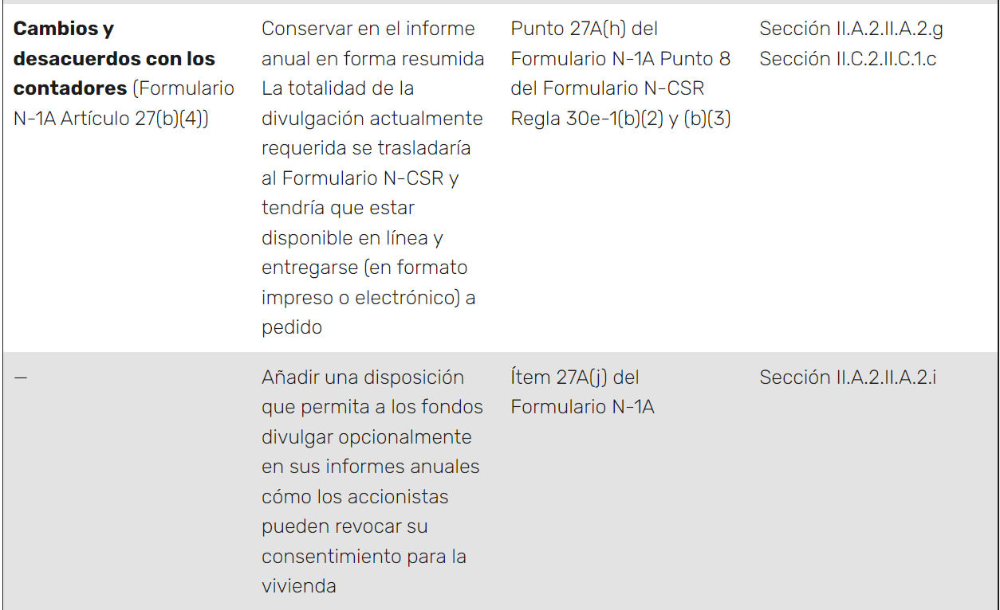 Cambios y
desacuerdos con los
contadores (Formulario
N-1A Artículo 27(b)(4))
Conservar en el informe
anual en forma resumida
La totalidad de la
divulgación actualmente
requerida se trasladaría
al Formulario N-CSR y
tendría que estar
disponible en línea y
entregarse (en formato
impreso o electrónico) a
pedido
Punto 27A(h) del
Formulario N-1A Punto 8
del Formulario N-CSR
Regla 30e-1(b)(2) y (b)(3)
Sección II.A.2.II.A.2.g
Sección II.C.2.II.C.1.c
—
Añadir una disposición
que permita a los fondos
divulgar opcionalmente
en sus informes anuales
cómo los accionistas
pueden revocar su
consentimiento para la
vivienda
Ítem 27A(j) del
Formulario N-1A
Sección II.A.2.II.A.2.i